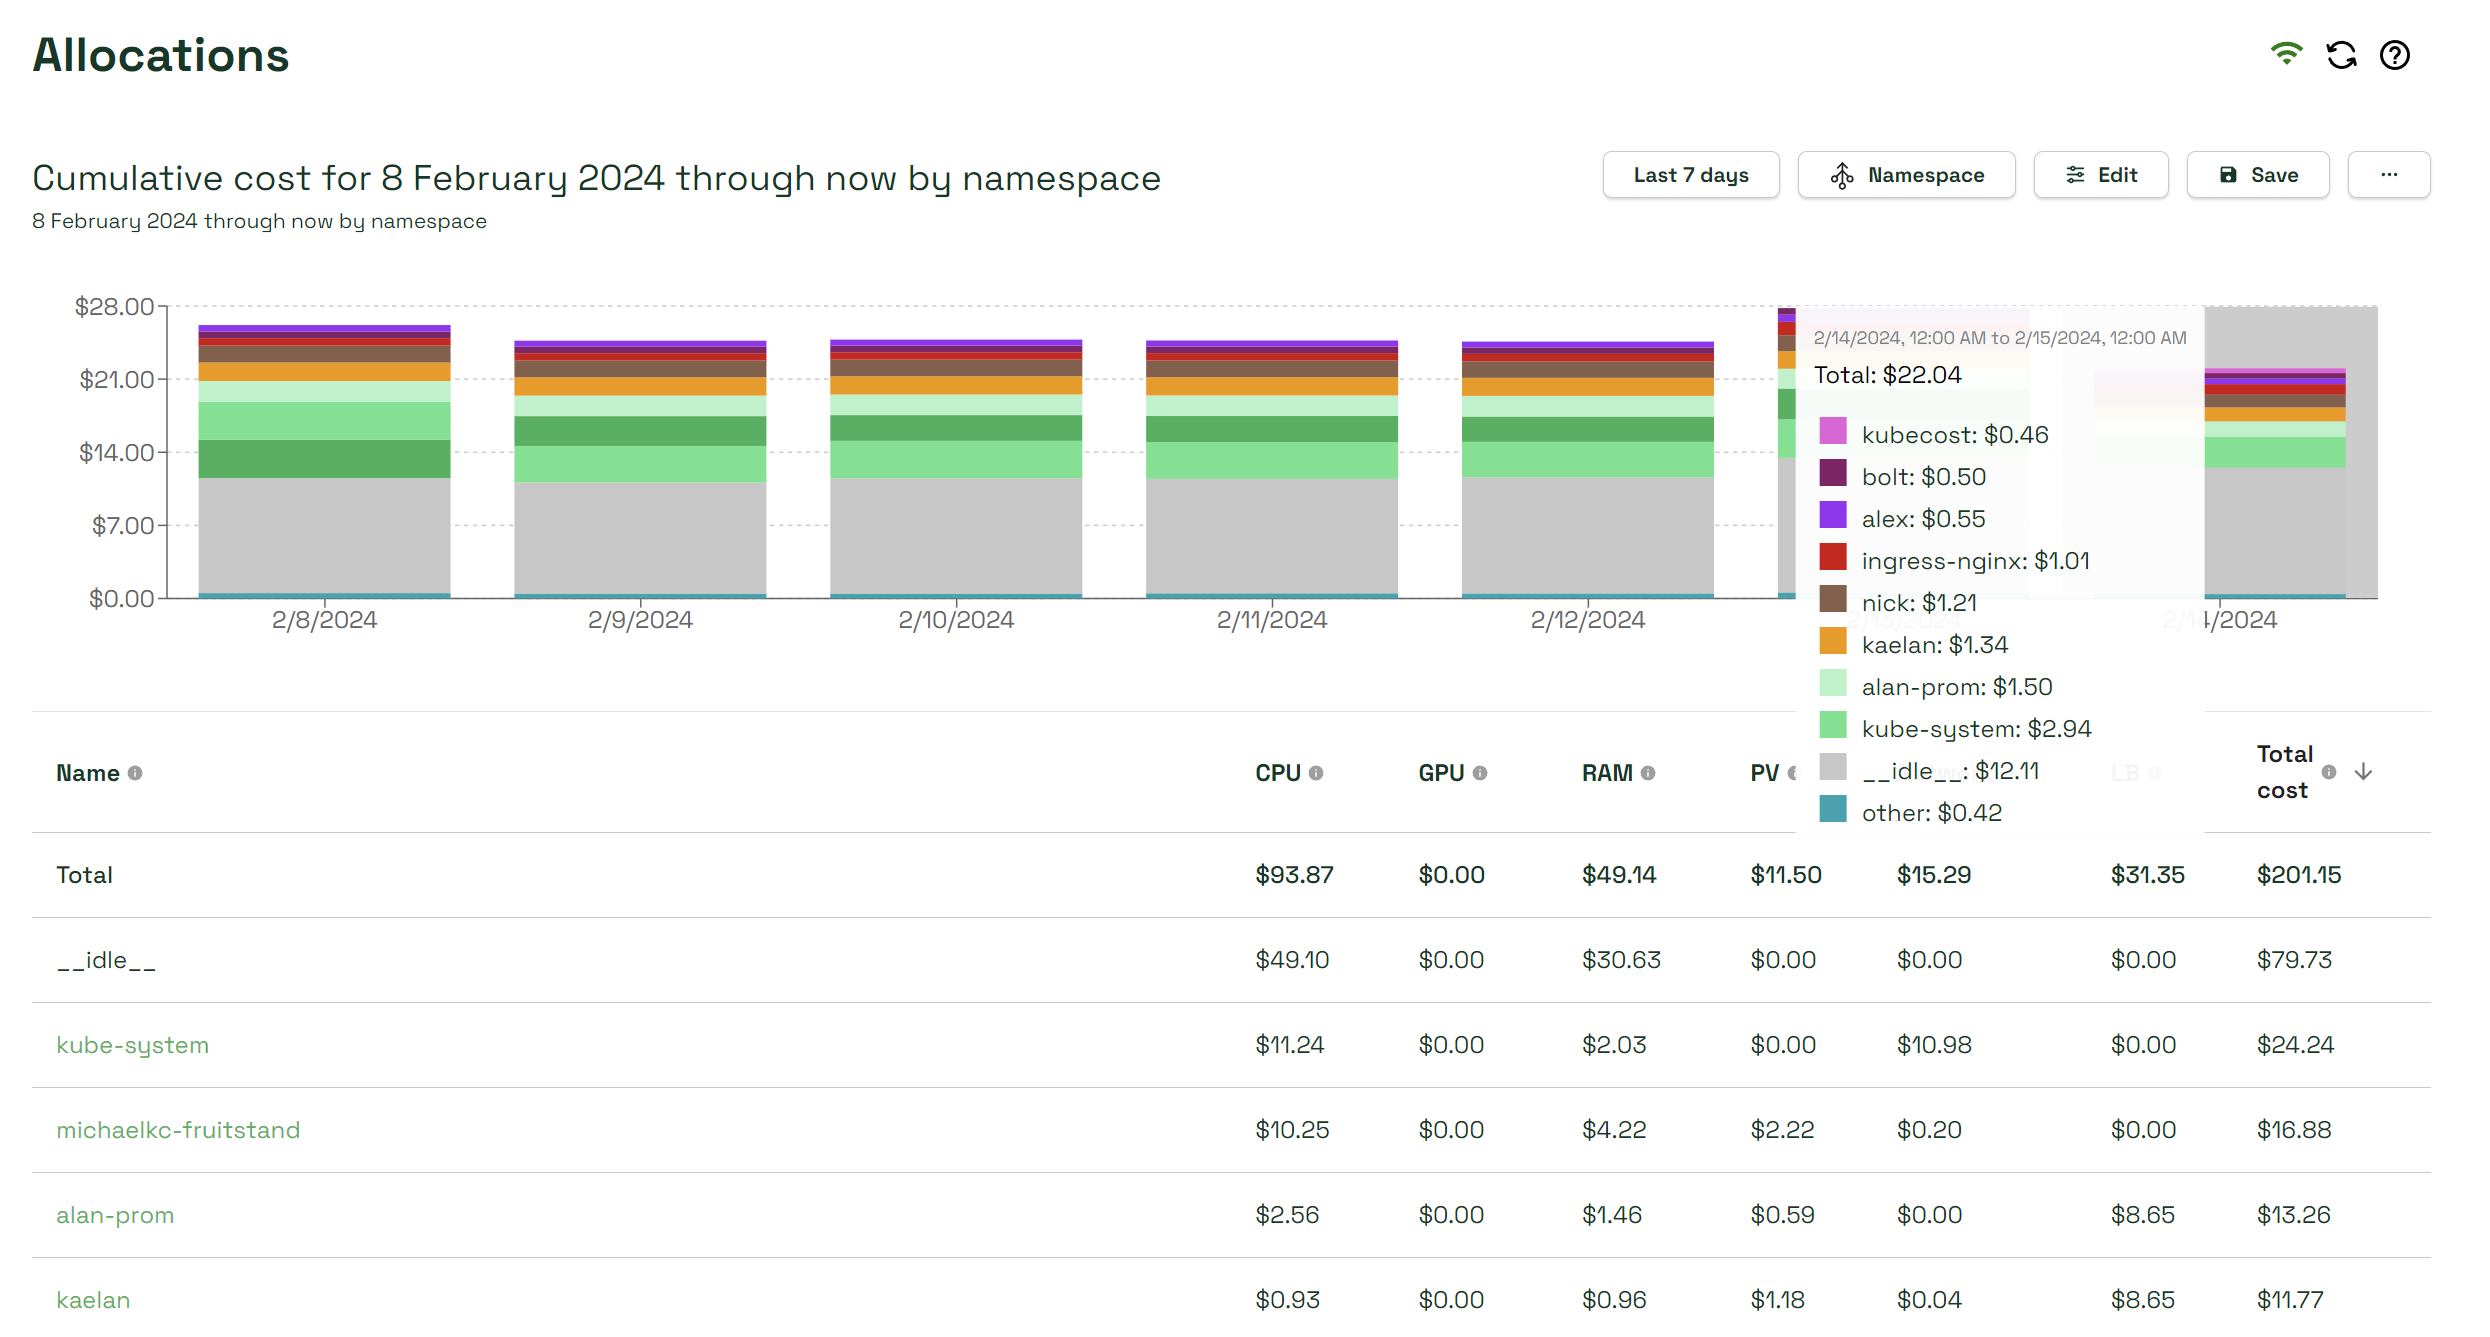 Allocations
Cumulative cost for 8 February 2024 through now by namespace
8 February 2024 through now by namespace
Last 7 days
Namespace
Edit
Save
...
$28.00
$21.00
$14.00
$7.00
$0.00
2/8/2024
2/9/2024
2/10/2024
2/11/2024
2/12/2024
2/13/2024
2/14/2024
2/14/2024, 12:00 AM to 2/15/2024, 12:00 AM
Total: $22.04
kubecost: $0.46
bolt: $0.50
alex: $0.55
ingress-nginx: $1.01
nick: $1.21
kaelan: $1.34
alan-prom: $1.50
kube-system: $2.94
__idle__: $12.11
other: $0.42
Name CPU GPU RAM PV LB Total cost
Total $93.87 $0.00 $49.14 $11.50 $15.29 $31.35 $201.15
__idle__ $49.10 $0.00 $30.63 $0.00 $0.00 $0.00 $79.73
kube-system $11.24 $0.00 $2.03 $0.00 $10.98 $0.00 $24.24
michaelkc-fruitstand $10.25 $0.00 $4.22 $2.22 $0.20 $0.00 $16.88
alan-prom $2.56 $0.00 $1.46 $0.59 $0.00 $8.65 $13.26
kaelan $0.93 $0.00 $0.96 $1.18 $0.04 $8.65 $11.77